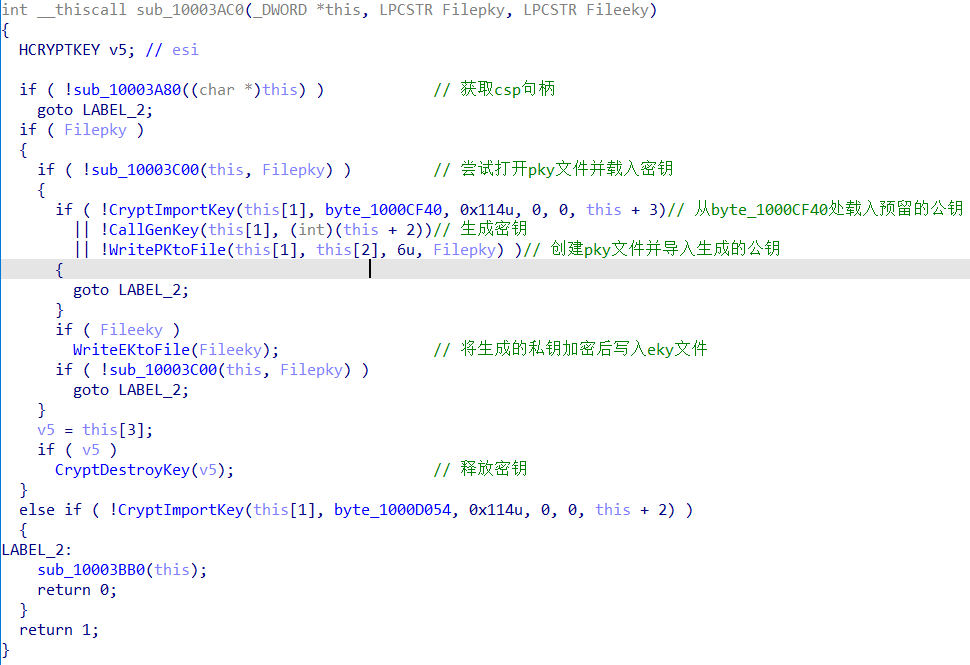 int __thiscall sub_10003AC0(_DWORD *this, LPCSTR Filepky, LPCSTR Fileeky)
{
  HCRYPTKEY v5; // esi

  if ( !sub_10003A80((char *)this) )            // 获取csp句柄
    goto LABEL_2;
  if ( Filepky )
  {
    if ( !sub_10003C00(this, Filepky) )         // 尝试打开pky文件并载入密钥
    {
      if ( !CryptImportKey(this[1], byte_1000CF40, 0x114u, 0, 0, this + 3)// 从byte_1000CF40处载入预留的公钥
        || !CallGenKey(this[1], (int)(this + 2))// 生成密钥
        || !WritePKtoFile(this[1], this[2], 6u, Filepky) )// 创建pky文件并导入生成的公钥
      {
        goto LABEL_2;
      }
      if ( Fileeky )
        WriteEKtoFile(Fileeky);                 // 将生成的私钥加密后写入eky文件
      if ( !sub_10003C00(this, Filepky) )
        goto LABEL_2;
    }
    v5 = this[3];
    if ( v5 )
      CryptDestroyKey(v5);                      // 释放密钥
  }
  else if ( !CryptImportKey(this[1], byte_1000D054, 0x114u, 0, 0, this + 2) )
  {
LABEL_2:
    sub_10003BB0(this);
    return 0;
  }
  return 1;
}